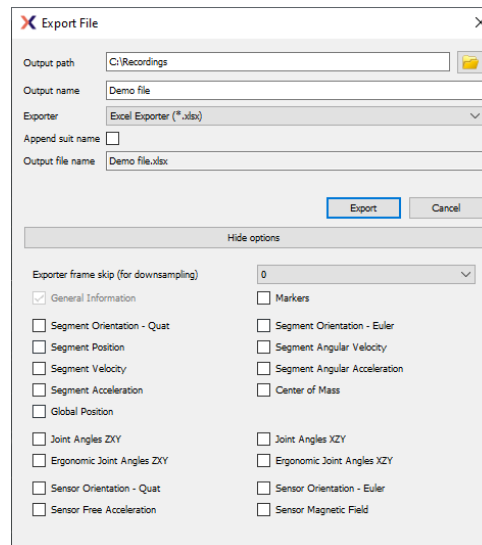 Export File
Output path C:\Recordings
Output name Demo file
Exporter Excel Exporter (*.xlsx)
Append suit name
Output file name Demo file.xlsx
Export Cancel
Hide options
Exporter frame skip (for downsampling) 0
General Information Markers
Segment Orientation - Quat Segment Orientation - Euler
Segment Position Segment Angular Velocity
Segment Velocity Segment Angular Acceleration
Segment Acceleration Center of Mass
Global Position
Joint Angles ZXY Joint Angles XZY
Ergonomic Joint Angles ZXY Ergonomic Joint Angles XZY
Sensor Orientation - Quat Sensor Orientation - Euler
Sensor Free Acceleration Sensor Magnetic Field